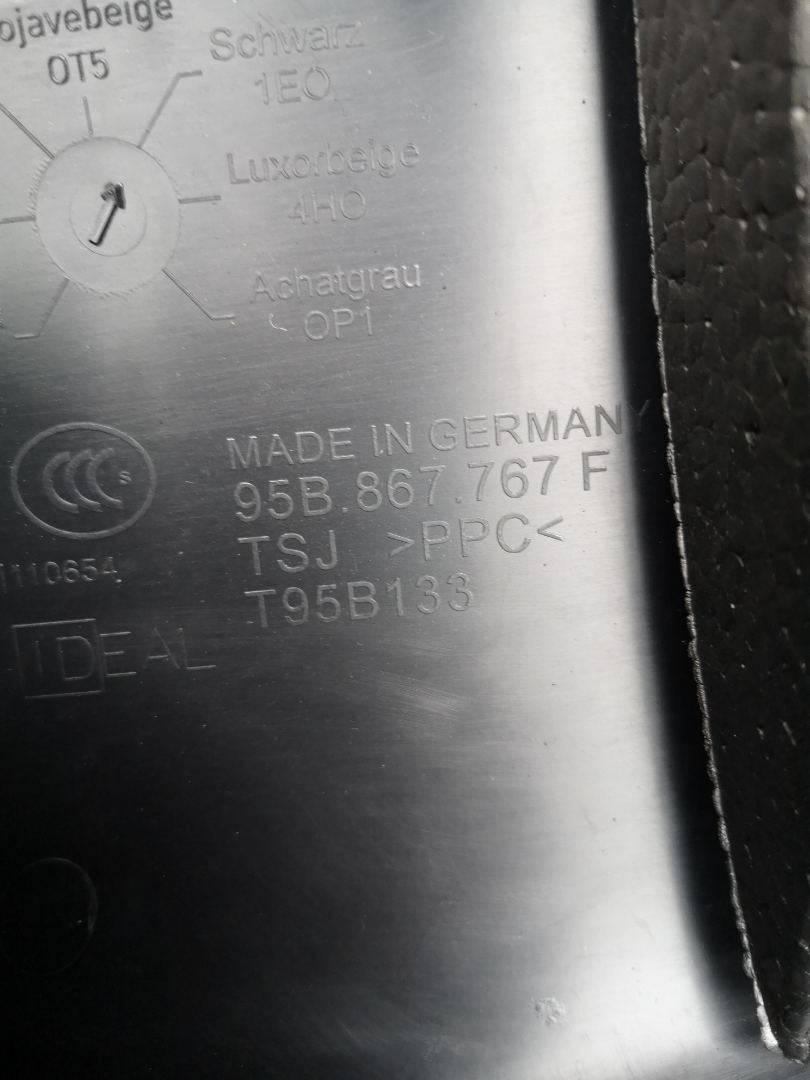 ojavebeige
OT5
Schwarz
1EO
Luxorbeige
4HO
Achatgrau
OP1
MADE IN GERMANY
95B.867.767 F
TSJ >PPC<
T95B133
CCC S
1110654
IDEAL